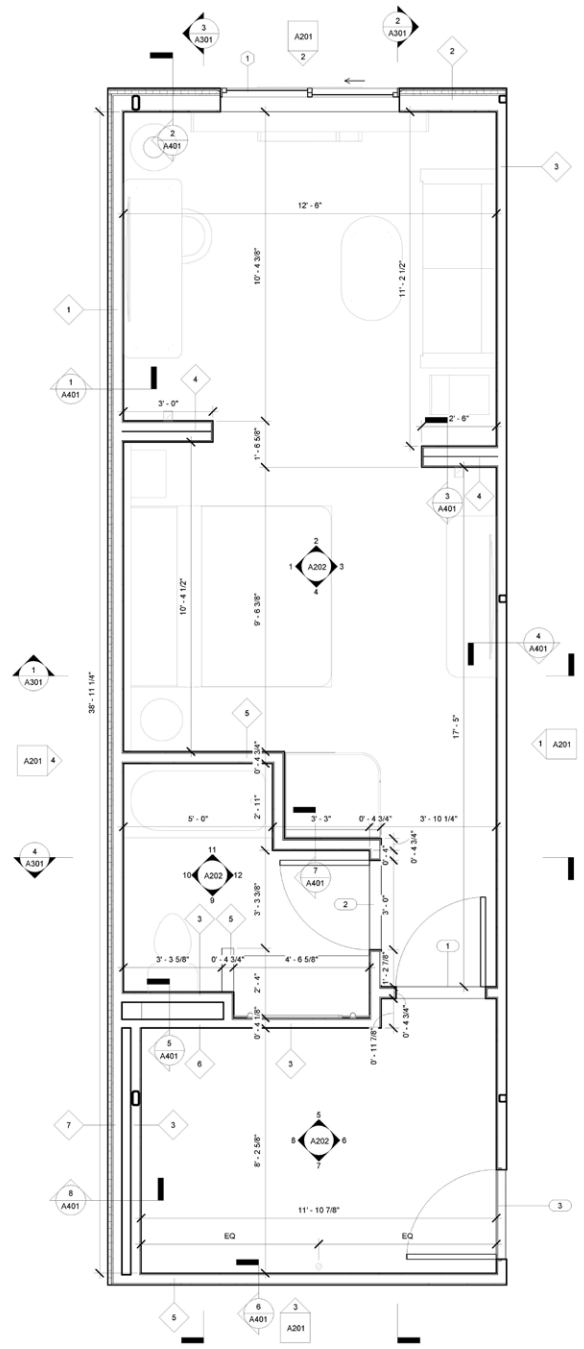 3
A301
A201
2
2
A301
1
2
2
A401
3
12' - 6"
10' - 4 3/8"
11' - 2 1/2"
1
1
A401
4
3' - 0"
2' - 6"
1' - 6 5/8"
3
A401
4
2
1 A202 3
4
10' - 4 1/2"
9' - 6 3/8"
4
A401
1
A301
38' - 11 1/4"
17' - 5"
5
A201 4
1 A201
0' - 4 3/4"
2' - 11"
5' - 0"
3' - 3"
0' - 4 3/4"
3' - 10 1/4"
0' - 4"
0' - 4 3/4"
4
A301
11
10 A202 12
9
7
A401
2
3' - 0"
3' - 3 3/8"
3
5
1
3' - 3 5/8"
0' - 4 3/4"
4' - 6 5/8"
2' - 4"
1' - 2 7/8"
0' - 4 1/8"
0' - 11 7/8"
0' - 4 3/4"
5
A401
6
3
7
3
5
8 A202 6
7
8' - 2 5/8"
8
A401
11' - 10 7/8"
3
EQ
EQ
5
6
A401
3
A201